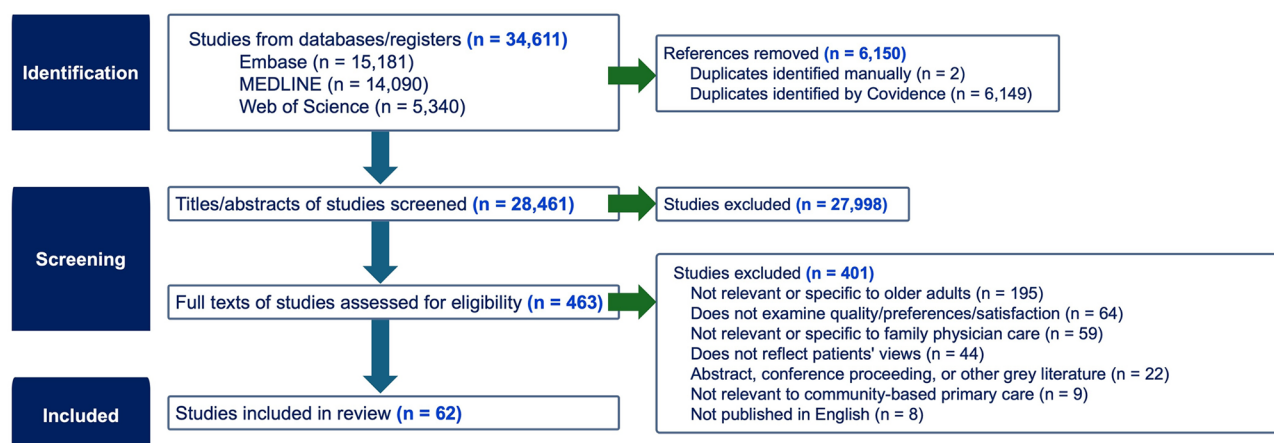 Identification
Studies from databases/registers (n = 34,611)
Embase (n = 15,181)
MEDLINE (n = 14,090)
Web of Science (n = 5,340)
References removed (n = 6,150)
Duplicates identified manually (n = 2)
Duplicates identified by Covidence (n = 6,149)
Screening
Titles/abstracts of studies screened (n = 28,461)
Studies excluded (n = 27,998)
Full texts of studies assessed for eligibility (n = 463)
Studies excluded (n = 401)
Not relevant or specific to older adults (n = 195)
Does not examine quality/preferences/satisfaction (n = 64)
Not relevant or specific to family physician care (n = 59)
Does not reflect patients' views (n = 44)
Abstract, conference proceeding, or other grey literature (n = 22)
Not relevant to community-based primary care (n = 9)
Not published in English (n = 8)
Included
Studies included in review (n = 62)